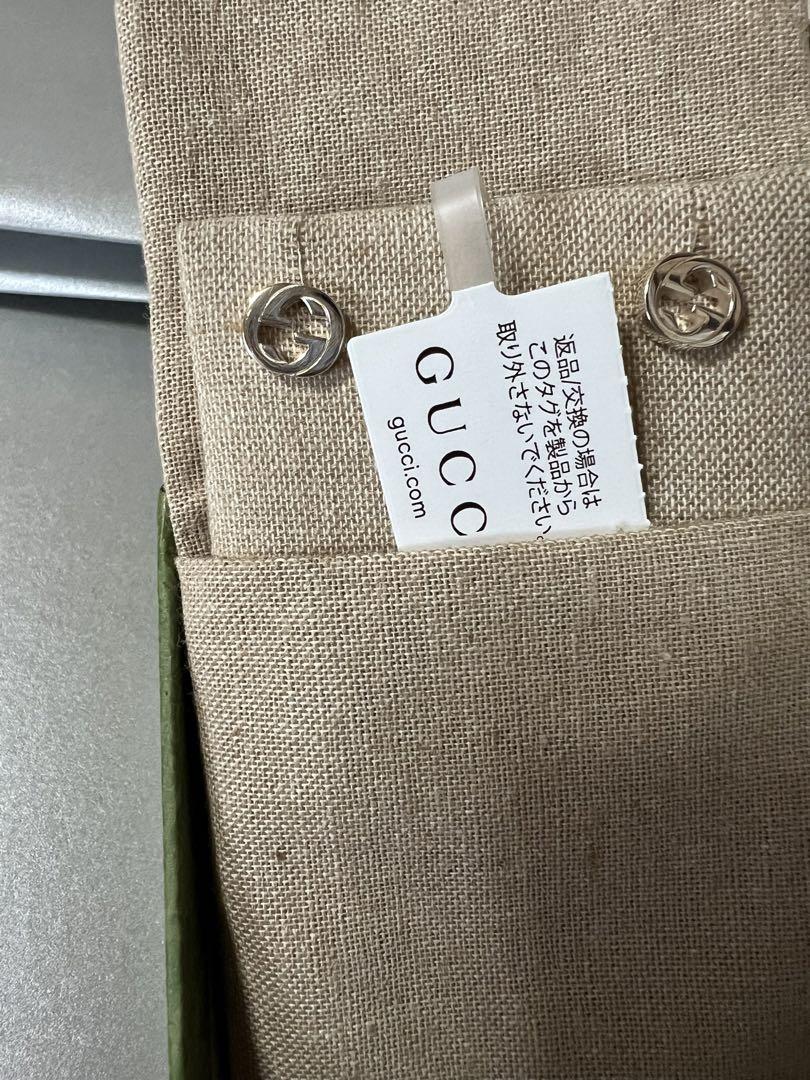 返品/交換の場合は
このタグを製品から
取り外さないでください。
GUCC
gucci.com